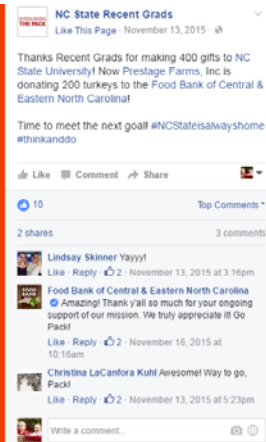 NC State Recent Grads
Like This Page · November 13, 2015 ·
Thanks Recent Grads for making 400 gifts to NC
State University! Now Prestage Farms, Inc is
donating 200 turkeys to the Food Bank of Central &
Eastern North Carolina!
Time to meet the next goal! #NCStateisalwayshome
#thinkanddo
Like Comment Share
10 Top Comments
2 shares 3 comments
Lindsay Skinner Yayyy!
Like · Reply · 2 · November 13, 2015 at 3:16pm
Food Bank of Central & Eastern North Carolina
Amazing! Thank y'all so much for your ongoing
support of our mission. We truly appreciate it! Go
Pack!
Like · Reply · 2 · November 16, 2015 at
10:16am
Christina LaCanfora Kuhl Awesome! Way to go,
Pack!
Like · Reply · 2 · November 13, 2015 at 5:23pm
Write a comment...